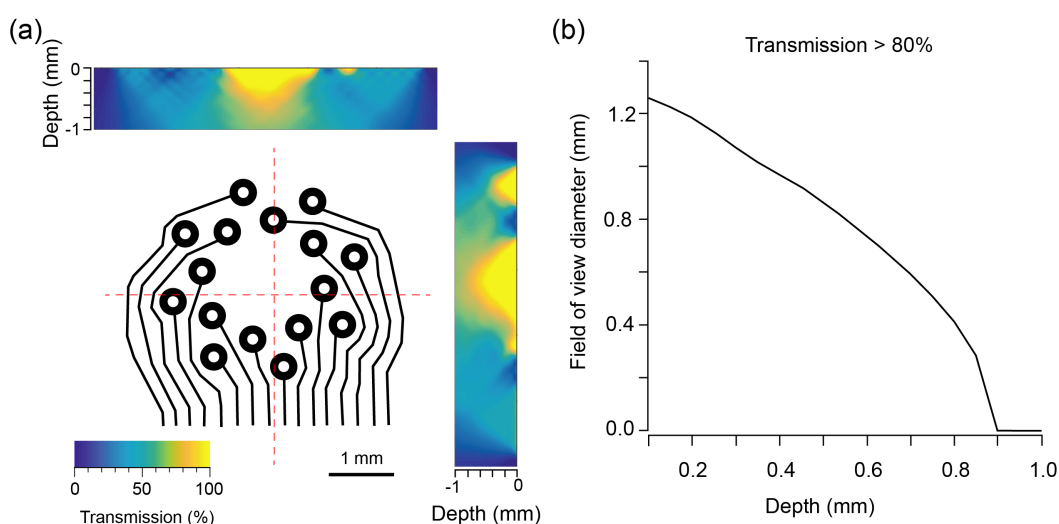 (a)
Depth (mm)
0
-1
0
50
100
Transmission (%)
1 mm
-1
0
Depth (mm)
(b)
Transmission > 80%
Field of view diameter (mm)
1.2
0.8
0.4
0.0
0.2
0.4
0.6
0.8
1.0
Depth (mm)